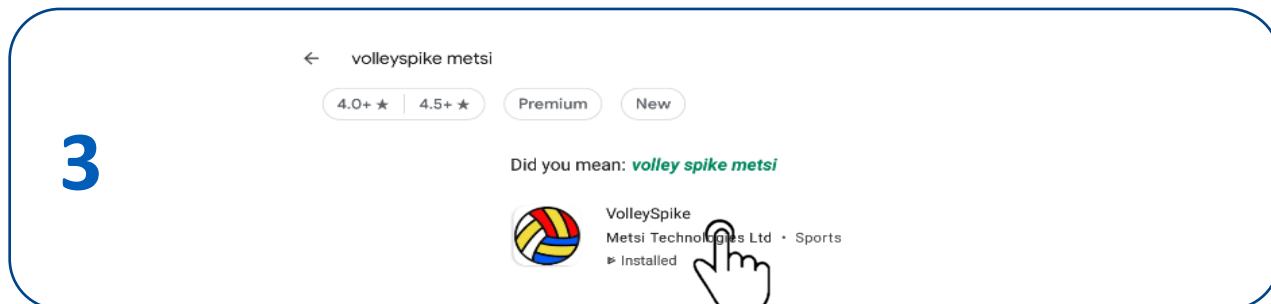 volleyspike metsi
4.0+ ★ 4.5+ ★ Premium New
3
Did you mean: volley spike metsi
VolleySpike
Metsi Technologies Ltd • Sports
Installed